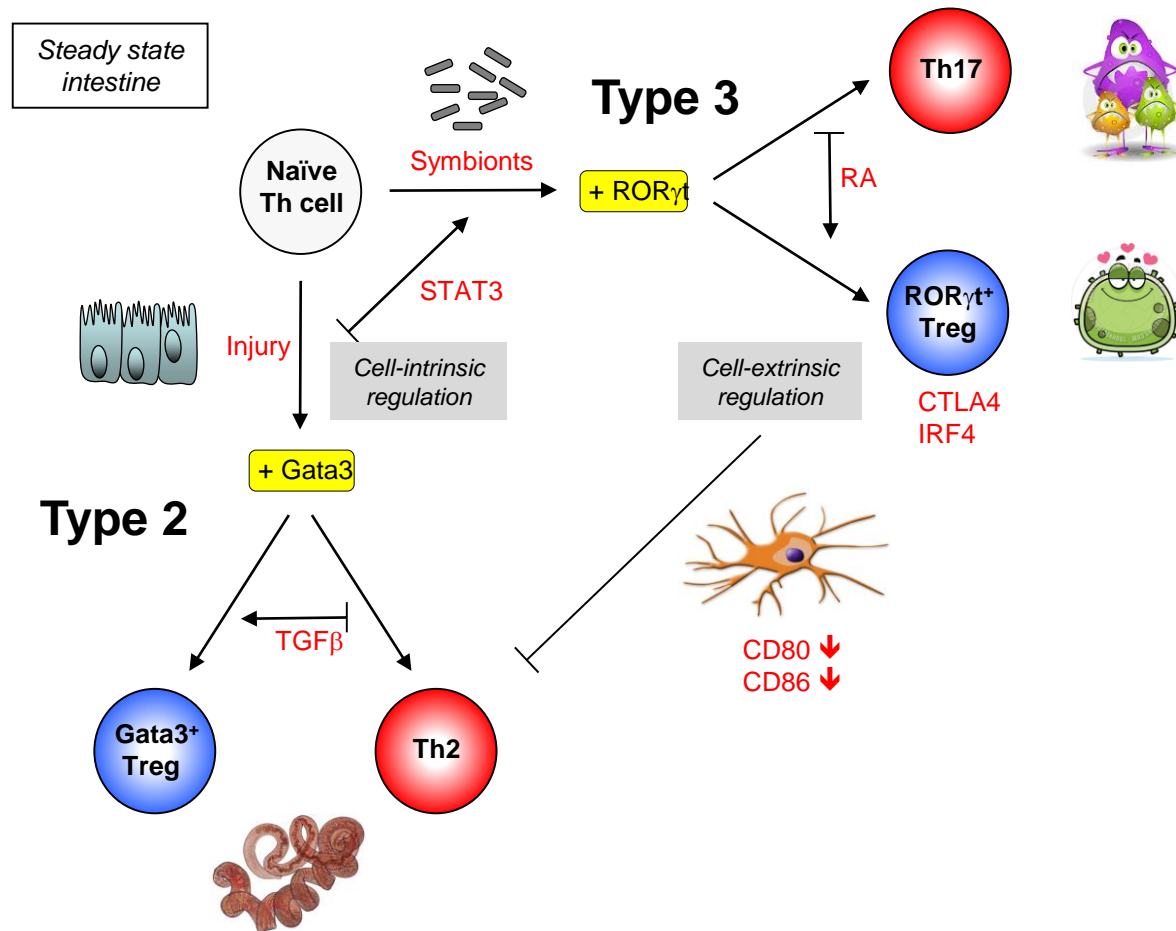 Steady state
intestine
Type 3
Th17
Symbionts
Naïve
Th cell
+ RORγt
RA
STAT3
RORγt⁺
Treg
Injury
Cell-intrinsic
regulation
Cell-extrinsic
regulation
CTLA4
IRF4
+ Gata3
Type 2
TGFβ
CD80 🡻
CD86 🡻
Gata3⁺
Treg
Th2